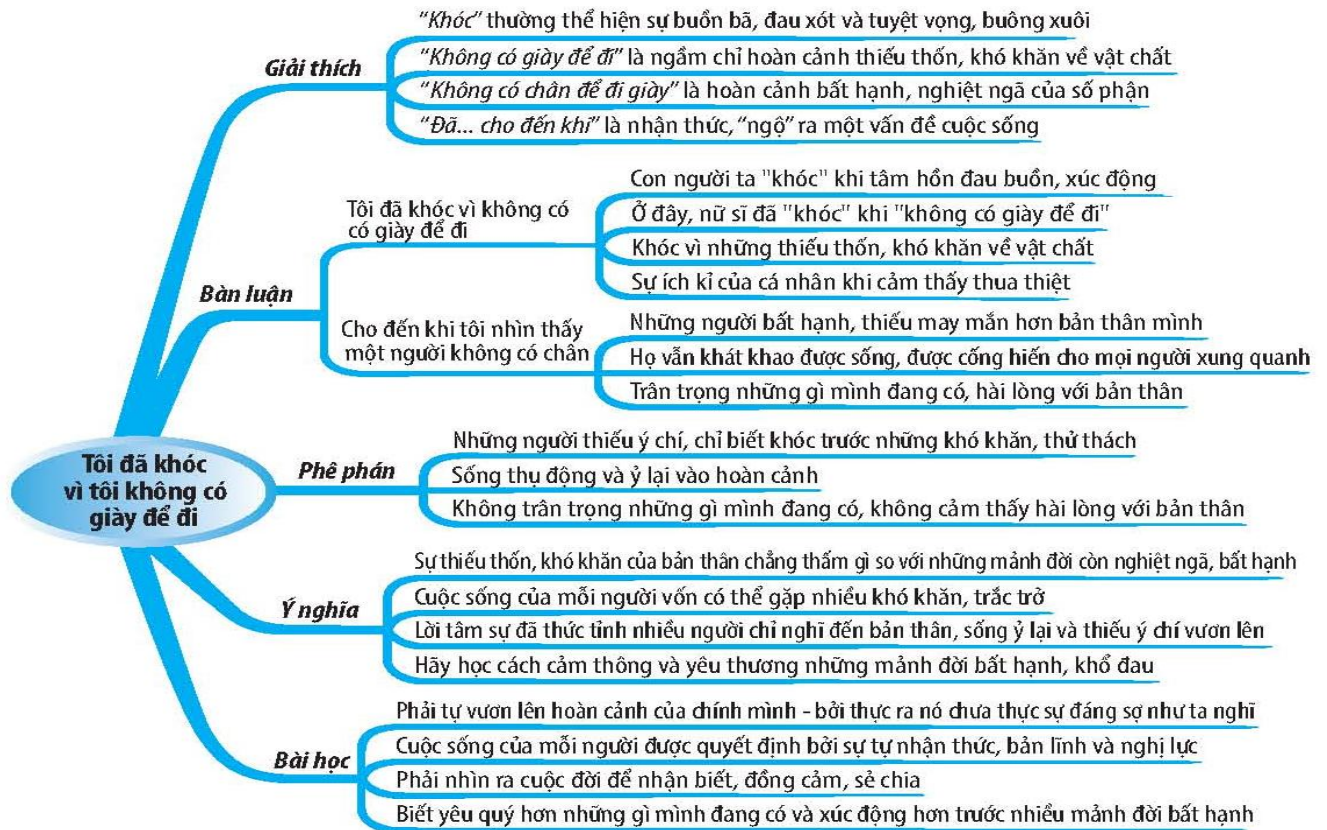 Tôi đã khóc
vì tôi không có
giày để đi
Giải thích
“Khóc” thường thể hiện sự buồn bã, đau xót và tuyệt vọng, buông xuôi
“Không có giày để đi” là ngầm chỉ hoàn cảnh thiếu thốn, khó khăn về vật chất
“Không có chân để đi giày” là hoàn cảnh bất hạnh, nghiệt ngã của số phận
“Đã... cho đến khi” là nhận thức, “ngộ” ra một vấn đề cuộc sống
Bàn luận
Tôi đã khóc vì không có
có giày để đi
Con người ta "khóc" khi tâm hồn đau buồn, xúc động
Ở đây, nữ sĩ đã "khóc" khi "không có giày để đi"
Khóc vì những thiếu thốn, khó khăn về vật chất
Sự ích kỉ của cá nhân khi cảm thấy thua thiệt
Cho đến khi tôi nhìn thấy
một người không có chân
Những người bất hạnh, thiếu may mắn hơn bản thân mình
Họ vẫn khát khao được sống, được cống hiến cho mọi người xung quanh
Trân trọng những gì mình đang có, hài lòng với bản thân
Phê phán
Những người thiếu ý chí, chỉ biết khóc trước những khó khăn, thử thách
Sống thụ động và ỷ lại vào hoàn cảnh
Không trân trọng những gì mình đang có, không cảm thấy hài lòng với bản thân
Ý nghĩa
Sự thiếu thốn, khó khăn của bản thân chẳng thấm gì so với những mảnh đời còn nghiệt ngã, bất hạnh
Cuộc sống của mỗi người vốn có thể gặp nhiều khó khăn, trắc trở
Lời tâm sự đã thức tỉnh nhiều người chỉ nghĩ đến bản thân, sống ỷ lại và thiếu ý chí vươn lên
Hãy học cách cảm thông và yêu thương những mảnh đời bất hạnh, khổ đau
Bài học
Phải tự vươn lên hoàn cảnh của chính mình - bởi thực ra nó chưa thực sự đáng sợ như ta nghĩ
Cuộc sống của mỗi người được quyết định bởi sự tự nhận thức, bản lĩnh và nghị lực
Phải nhìn ra cuộc đời để nhận biết, đồng cảm, sẻ chia
Biết yêu quý hơn những gì mình đang có và xúc động hơn trước nhiều mảnh đời bất hạnh